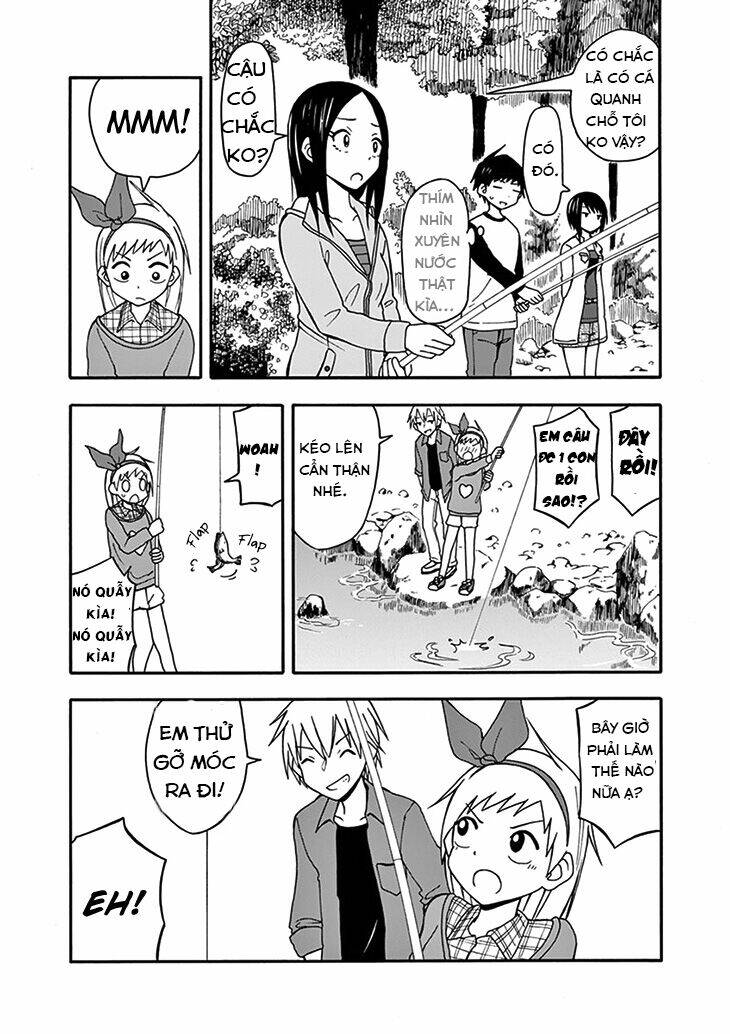 CÓ CHẮC
LÀ CÓ CÁ
QUANH
CHỖ TÔI
KO VẬY?
CÓ
ĐÓ.
CẬU
CÓ
CHẮC
KO?
THÍM
NHÌN
XUYÊN
NƯỚC
THẬT
KÌA...
MMM!
ĐÂY
RỒI!
EM CÂU
ĐC 1 CON
RỒI
SAO!?
KÉO LÊN
CẨN THẬN
NHÉ.
WOAH
!
Flap
Flap
NÓ QUẪY
KÌA!
NÓ QUẪY
KÌA!
BÂY GIỜ
PHẢI LÀM
THẾ NÀO
NỮA Ạ?
EM THỬ
GỠ MÓC
RA ĐI!
EH!